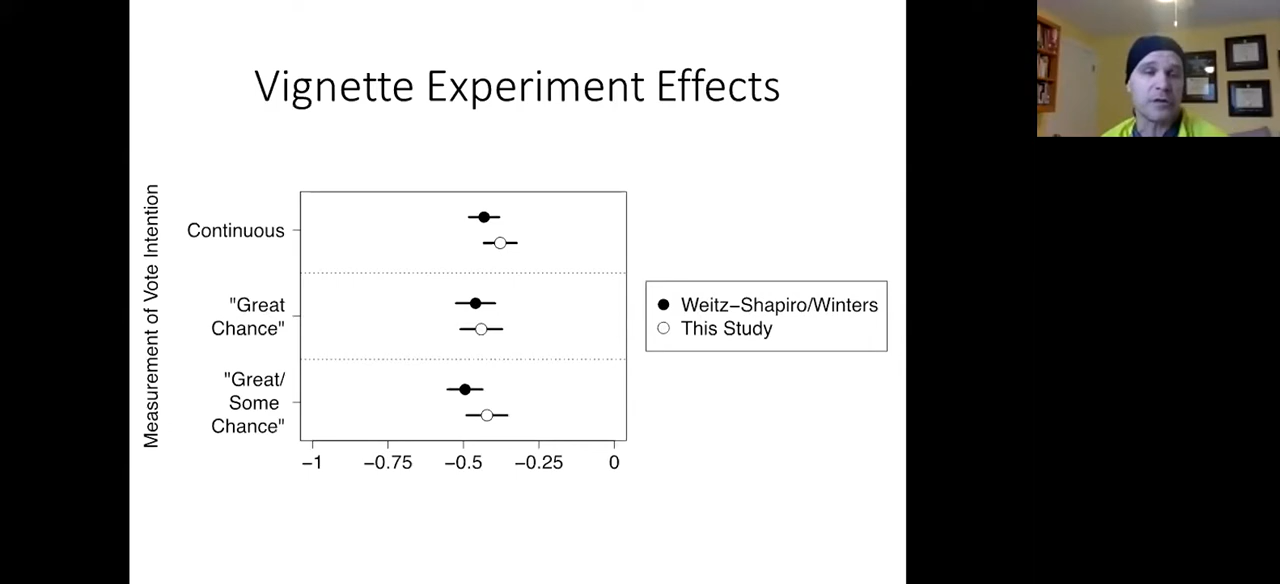 Vignette Experiment Effects
Measurement of Vote Intention
Continuous
"Great
Chance"
"Great/
Some
Chance"
−1
−0.75
−0.5
−0.25
0
Weitz−Shapiro/Winters
This Study